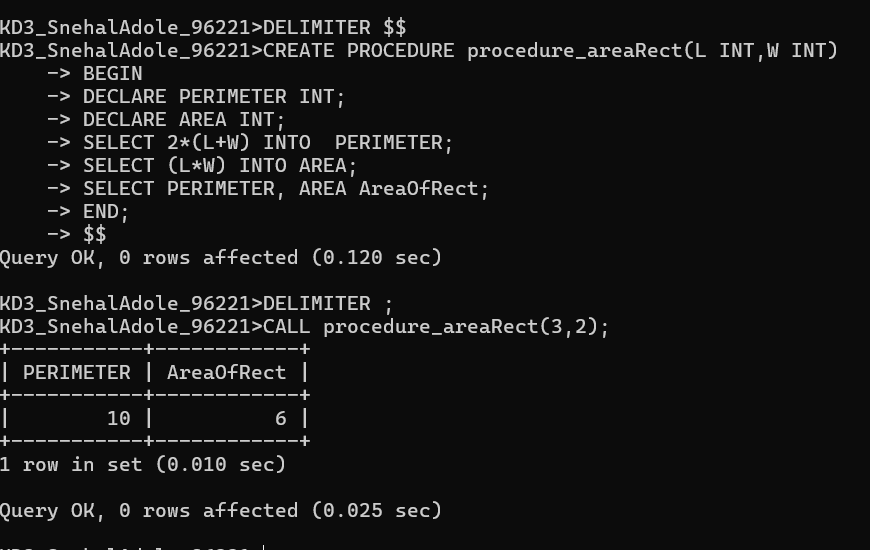 KD3_SnehalAdole_96221>DELIMITER $$
KD3_SnehalAdole_96221>CREATE PROCEDURE procedure_areaRect(L INT,W INT)
    -> BEGIN
    -> DECLARE PERIMETER INT;
    -> DECLARE AREA INT;
    -> SELECT 2*(L+W) INTO  PERIMETER;
    -> SELECT (L*W) INTO AREA;
    -> SELECT PERIMETER, AREA AreaOfRect;
    -> END;
    -> $$
Query OK, 0 rows affected (0.120 sec)

KD3_SnehalAdole_96221>DELIMITER ;
KD3_SnehalAdole_96221>CALL procedure_areaRect(3,2);
+-----------+------------+
| PERIMETER | AreaOfRect |
+-----------+------------+
|        10 |          6 |
+-----------+------------+
1 row in set (0.010 sec)

Query OK, 0 rows affected (0.025 sec)